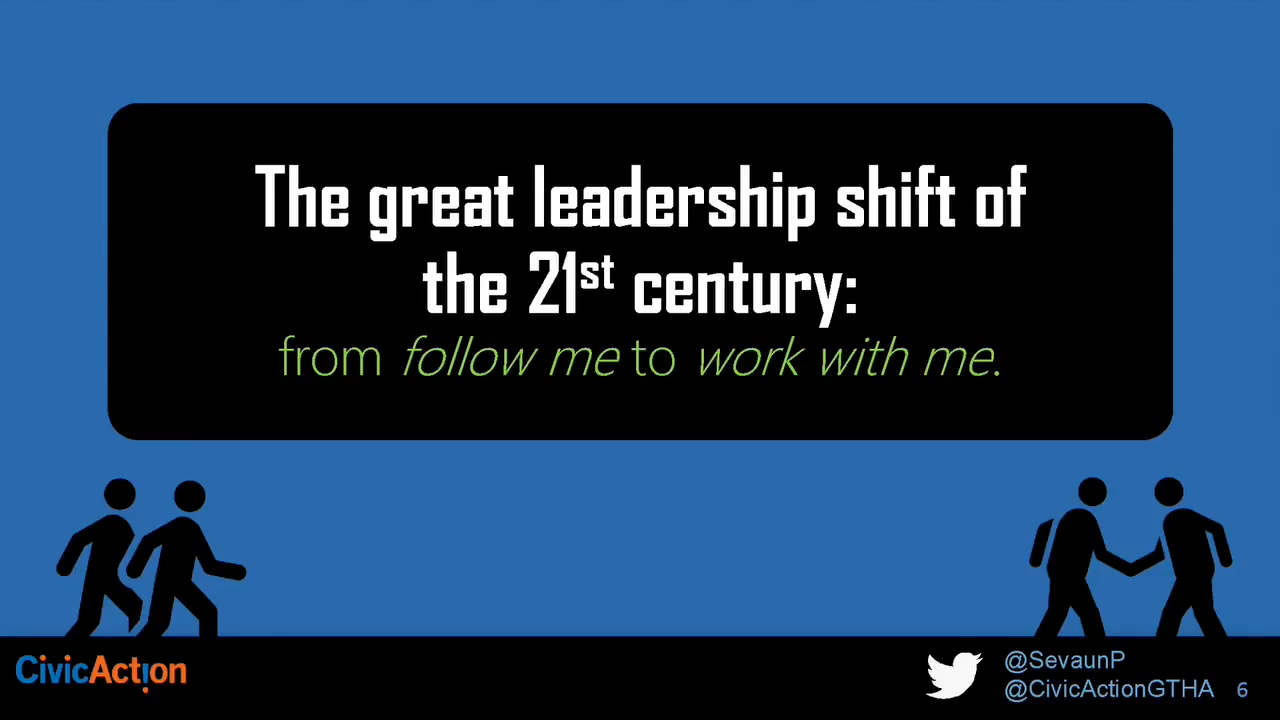 The great leadership shift of
the 21st century:
from follow me to work with me.
CivicAction
@SevaunP
@CivicActionGTHA 6